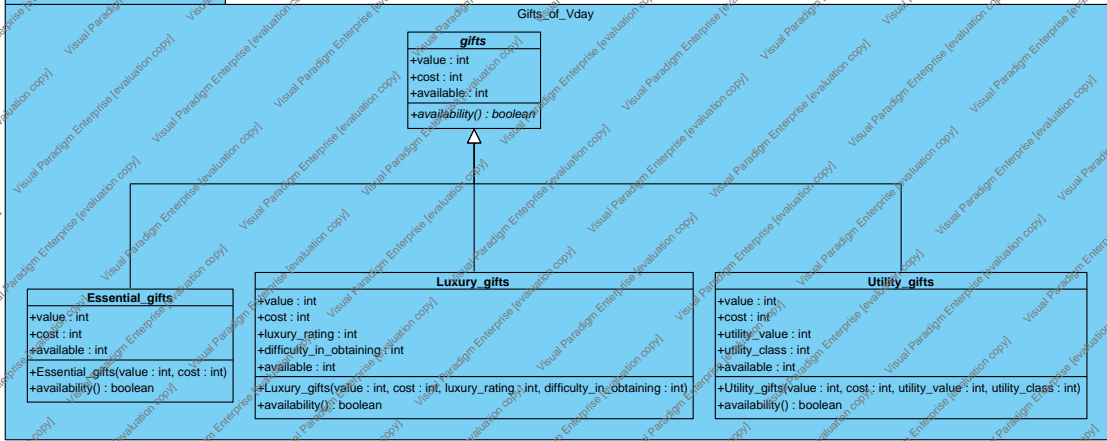 Gifts_of_Vday
gifts
+value : int
+cost : int
+available : int
+availability() : boolean
Essential_gifts
+value : int
+cost : int
+available : int
+Essential_gifts(value : int, cost : int)
+availability() : boolean
Luxury_gifts
+value : int
+cost : int
+luxury_rating : int
+difficulty_in_obtaining : int
+available : int
+Luxury_gifts(value : int, cost : int, luxury_rating : int, difficulty_in_obtaining : int)
+availability() : boolean
Utility_gifts
+value : int
+cost : int
+utility_value : int
+utility_class : int
+available : int
+Utility_gifts(value : int, cost : int, utility_value : int, utility_class : int)
+availability() : boolean
Visual Paradigm Enterprise [evaluation copy]